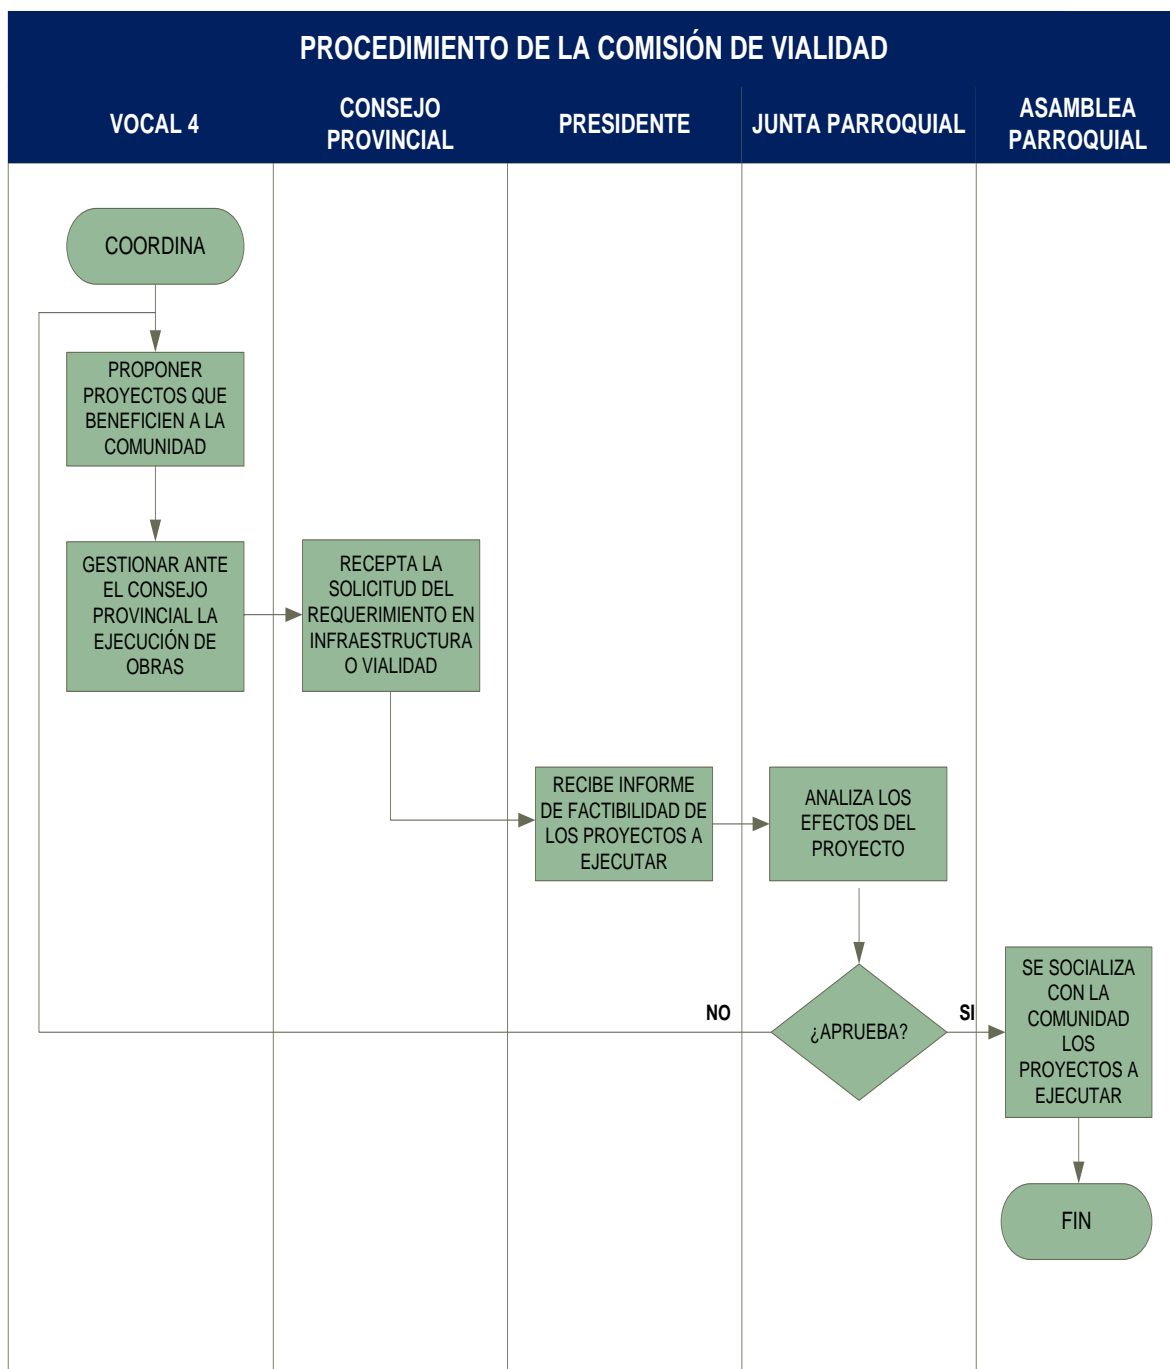 PROCEDIMIENTO DE LA COMISIÓN DE VIALIDAD
VOCAL 4
CONSEJO
PROVINCIAL
PRESIDENTE
JUNTA PARROQUIAL
ASAMBLEA
PARROQUIAL
COORDINA
PROPONER
PROYECTOS QUE
BENEFICIEN A LA
COMUNIDAD
GESTIONAR ANTE
EL CONSEJO
PROVINCIAL LA
EJECUCIÓN DE
OBRAS
RECEPTA LA
SOLICITUD DEL
REQUERIMIENTO EN
INFRAESTRUCTURA
O VIALIDAD
RECIBE INFORME
DE FACTIBILIDAD DE
LOS PROYECTOS A
EJECUTAR
ANALIZA LOS
EFECTOS DEL
PROYECTO
¿APRUEBA?
NO
SI
SE SOCIALIZA
CON LA
COMUNIDAD
LOS
PROYECTOS A
EJECUTAR
FIN